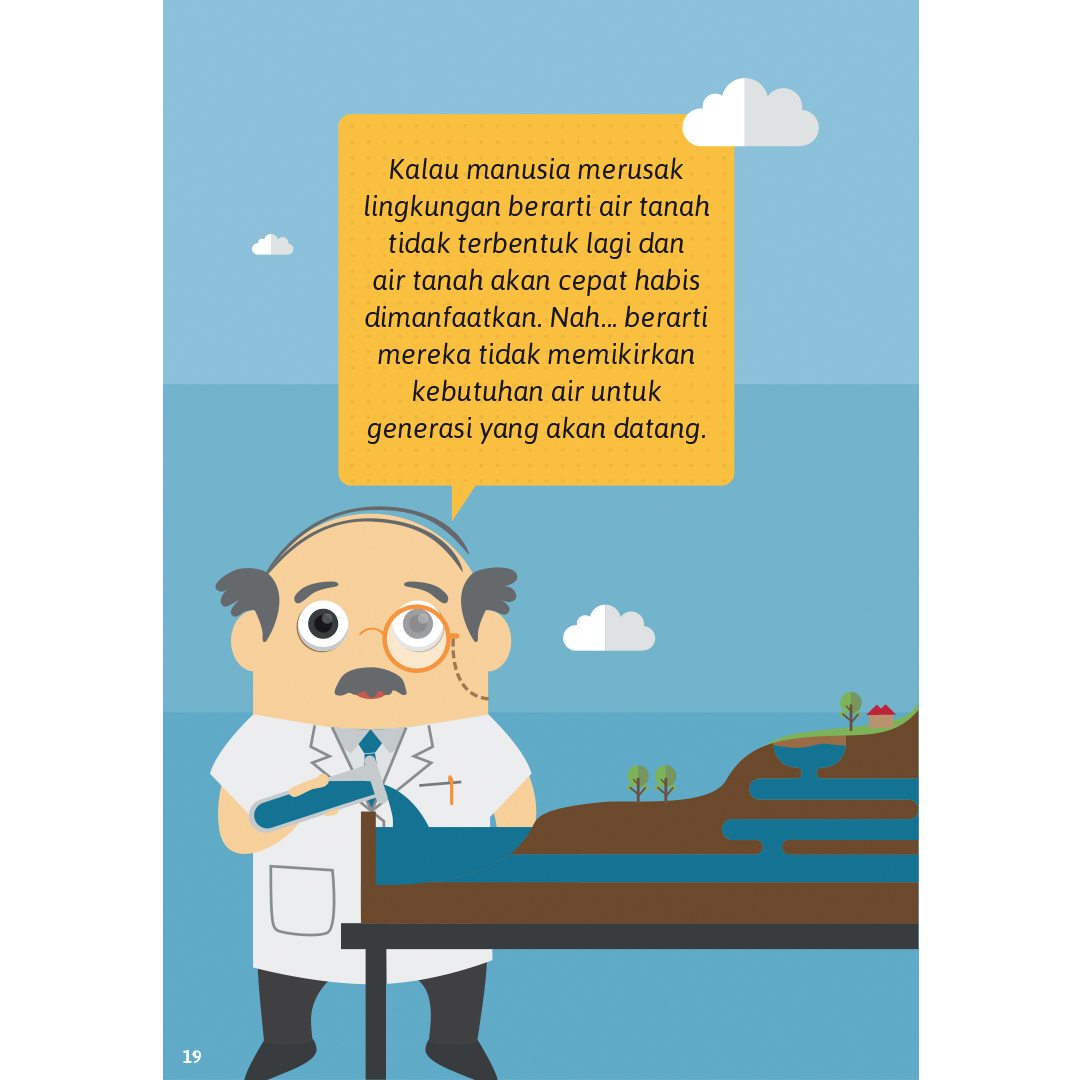 Kalau manusia merusak
lingkungan berarti air tanah
tidak terbentuk lagi dan
air tanah akan cepat habis
dimanfaatkan. Nah... berarti
mereka tidak memikirkan
kebutuhan air untuk
generasi yang akan datang.
19